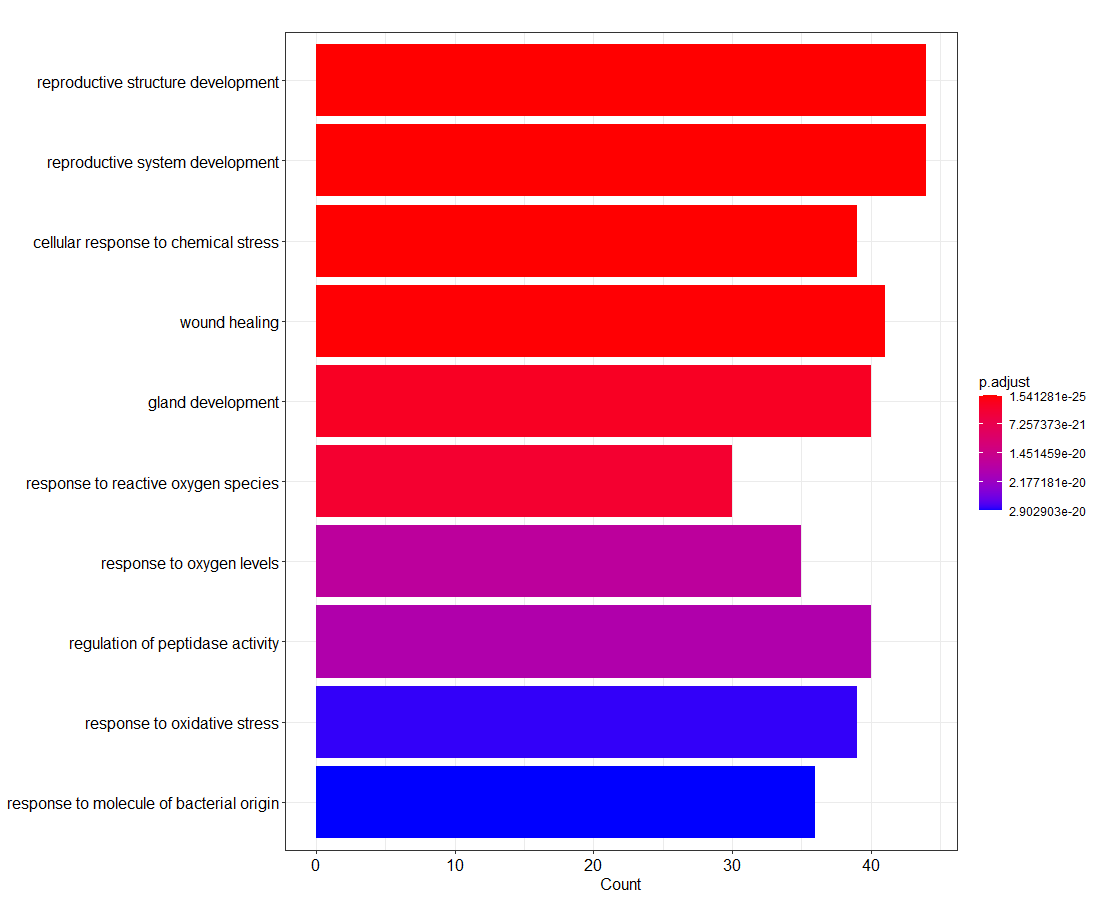 reproductive structure development
reproductive system development
cellular response to chemical stress
wound healing
gland development
response to reactive oxygen species
response to oxygen levels
regulation of peptidase activity
response to oxidative stress
response to molecule of bacterial origin
0 10 20 30 40
Count
p.adjust
1.541281e-25
7.257373e-21
1.451459e-20
2.177181e-20
2.902903e-20